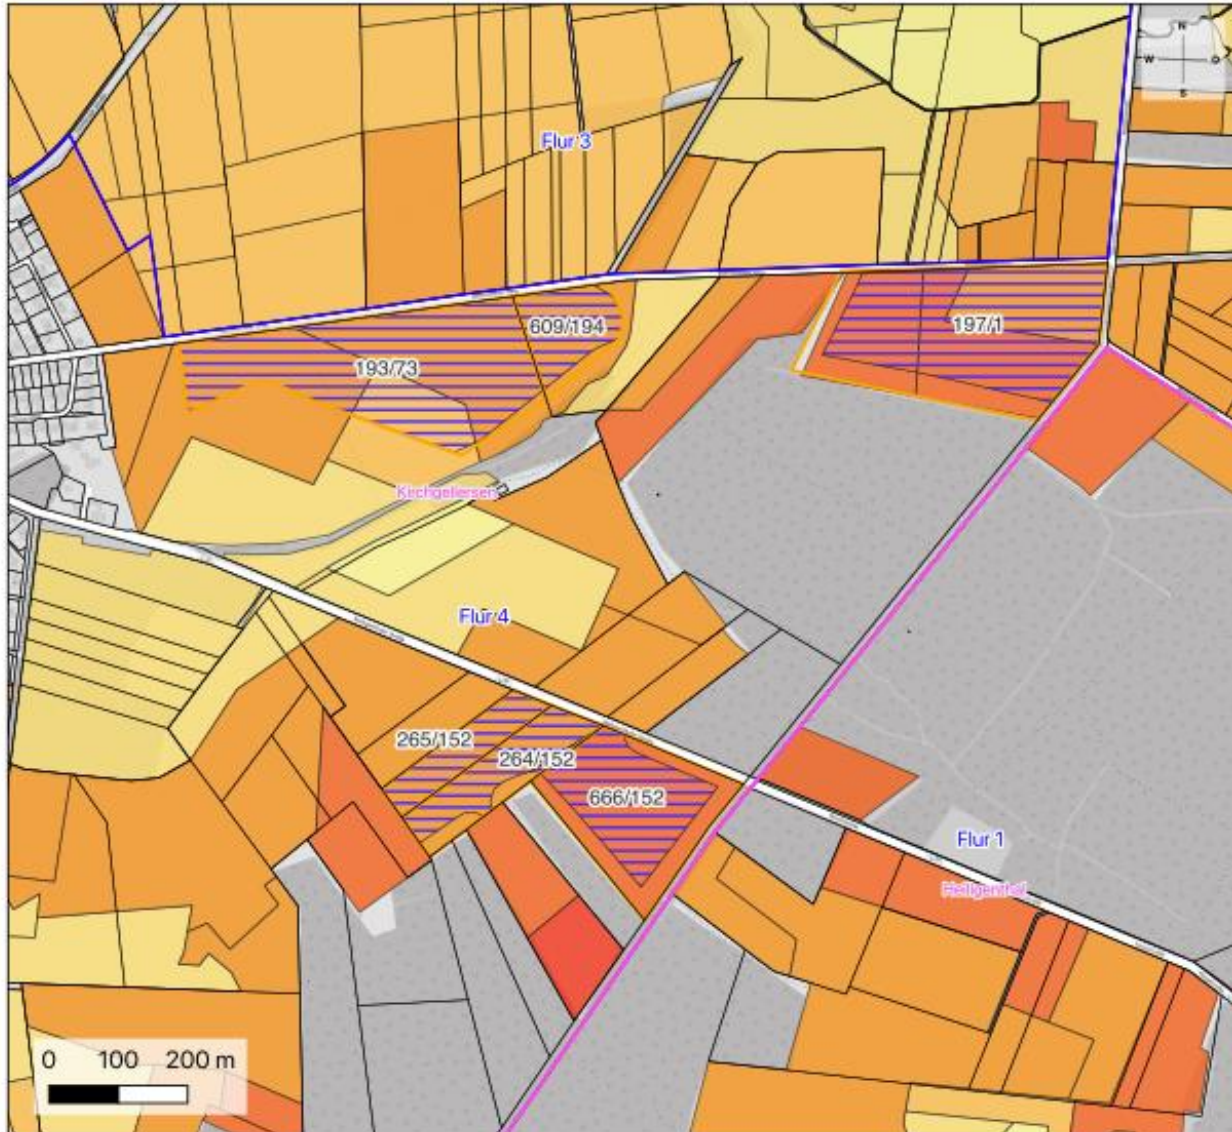 N
W O
S
Flur 3
609/194
197/1
193/73
Kirchgellersen
Flur 4
265/152
264/152
666/152
Flur 1
Heiligenthal
0 100 200 m